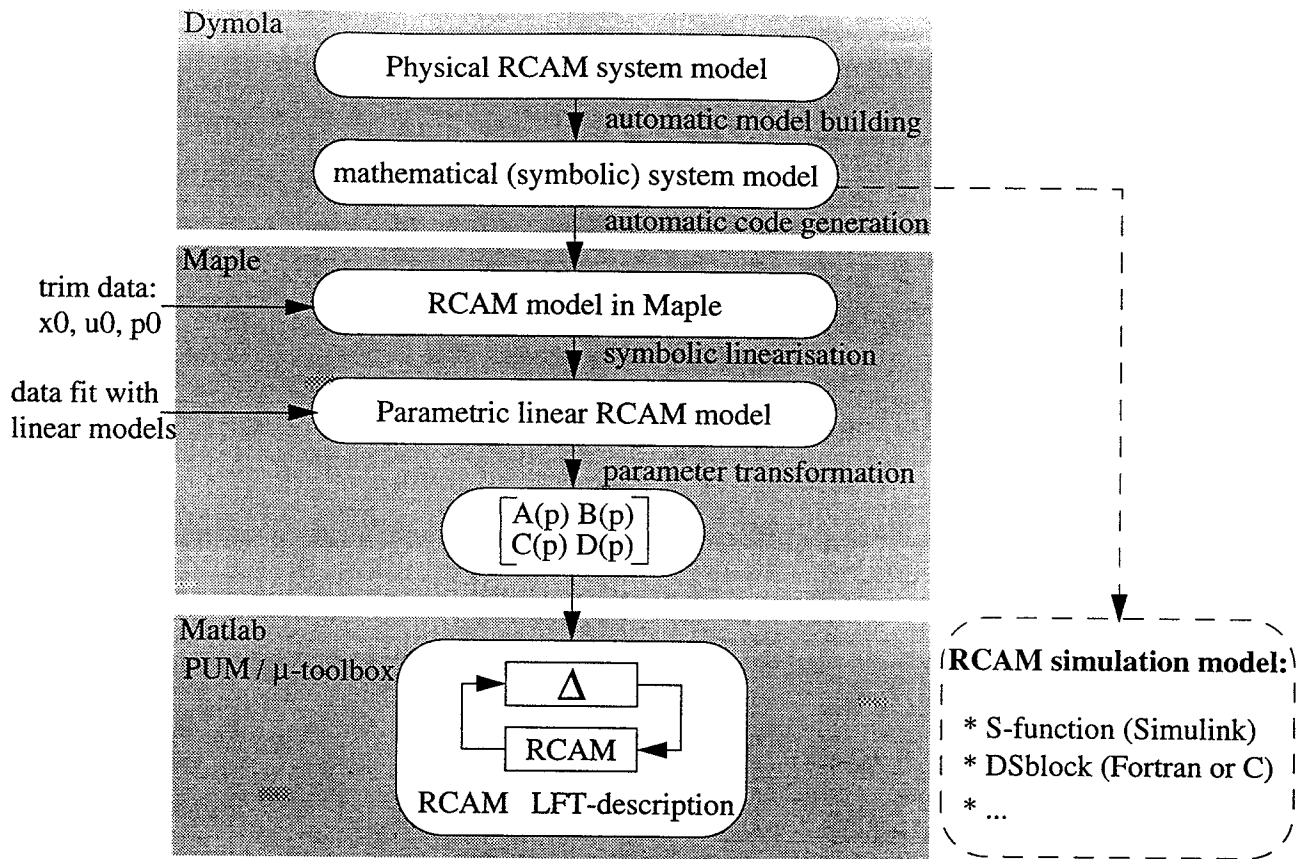 Dymola
Physical RCAM system model
automatic model building
mathematical (symbolic) system model
automatic code generation
Maple
trim data:
x0, u0, p0
RCAM model in Maple
symbolic linearisation
data fit with
linear models
Parametric linear RCAM model
parameter transformation
A(p) B(p)
C(p) D(p)
Matlab
PUM / μ-toolbox
Δ
RCAM
RCAM LFT-description
RCAM simulation model:
* S-function (Simulink)
* DSblock (Fortran or C)
* ...